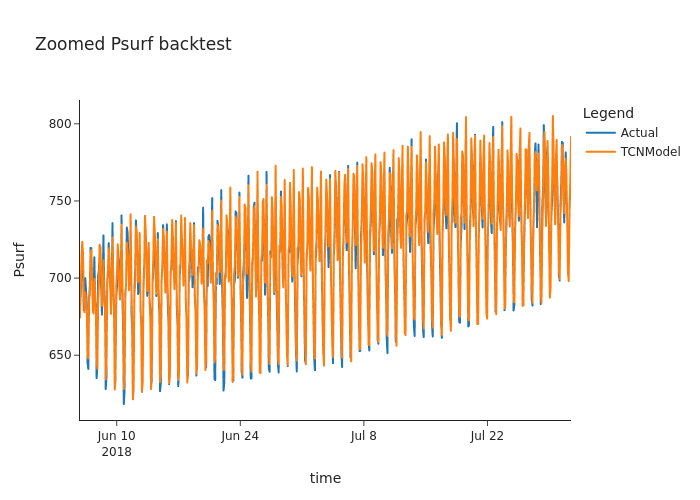 Zoomed Psurf backtest
Legend
Actual
TCNModel
800
750
700
650
Psurf
Jun 10
2018
Jun 24
Jul 8
Jul 22
time